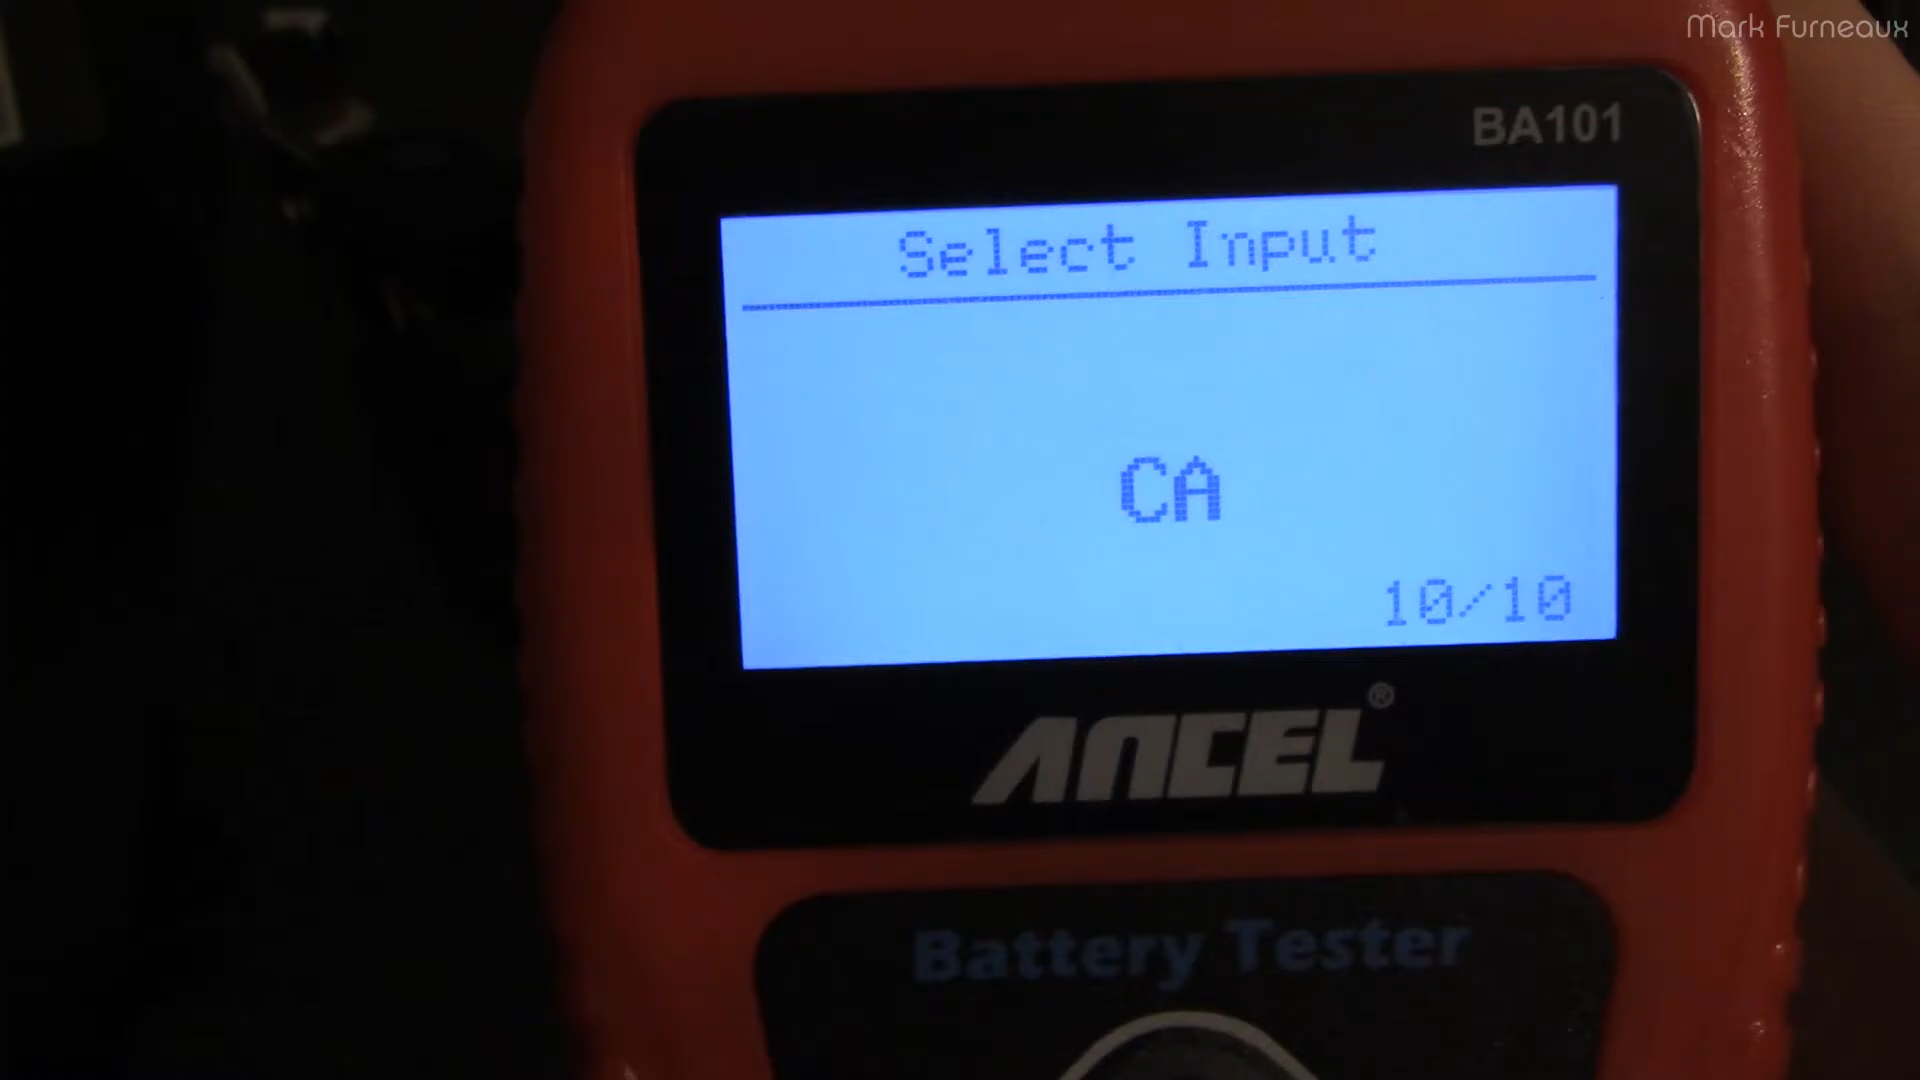 Mark Furneaux
BA101
Select Input
CA
10/10
ANCEL®
Battery Tester